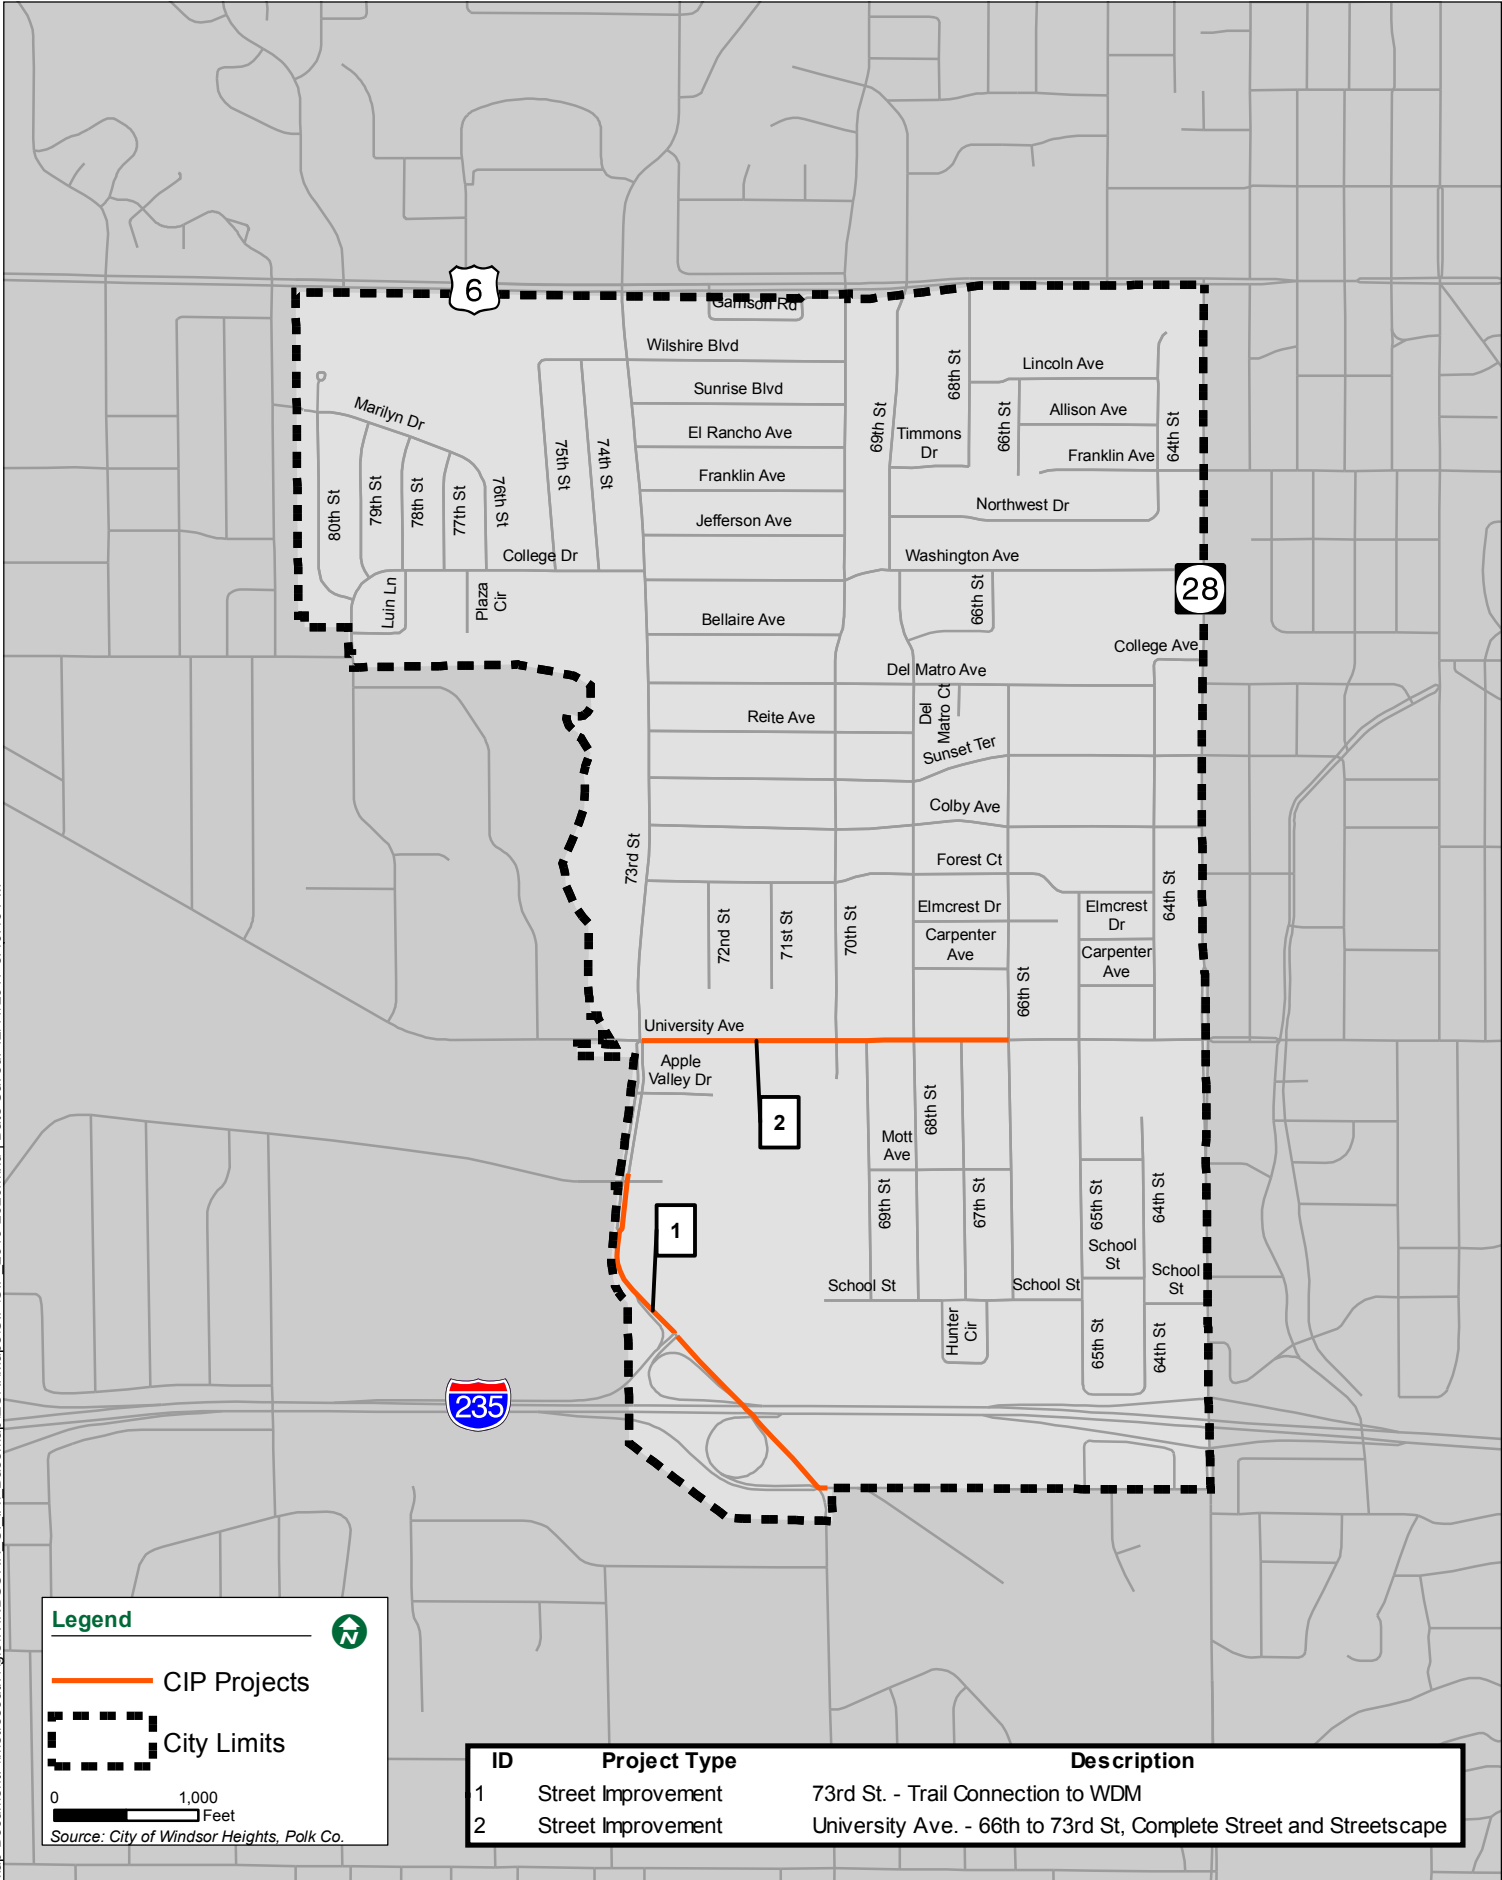 6
Garrison Rd
Wilshire Blvd
Lincoln Ave
68th St
Sunrise Blvd
Marilyn Dr
Allison Ave
69th St
66th St
64th St
El Rancho Ave
Timmons
Dr
75th St
74th St
Franklin Ave
Franklin Ave
80th St
79th St
78th St
77th St
76th St
Northwest Dr
Jefferson Ave
College Dr
Washington Ave
28
Luin Ln
Plaza
Cir
66th St
Bellaire Ave
College Ave
Del Matro Ave
Del
Matro Ct
Reite Ave
Sunset Ter
Colby Ave
73rd St
Forest Ct
64th St
Elmcrest Dr
Elmcrest
Dr
72nd St
71st St
70th St
Carpenter
Ave
Carpenter
Ave
66th St
University Ave
Apple
Valley Dr
2
68th St
Mott
Ave
69th St
67th St
65th St
64th St
1
School
St
School
St
School St
School St
Hunter
Cir
65th St
64th St
235
Legend
N
CIP Projects
City Limits
0 1,000
Feet
Source: City of Windsor Heights, Polk Co.
ID Project Type Description
1 Street Improvement 73rd St. - Trail Connection to WDM
2 Street Improvement University Ave. - 66th to 73rd St, Complete Street and Streetscape